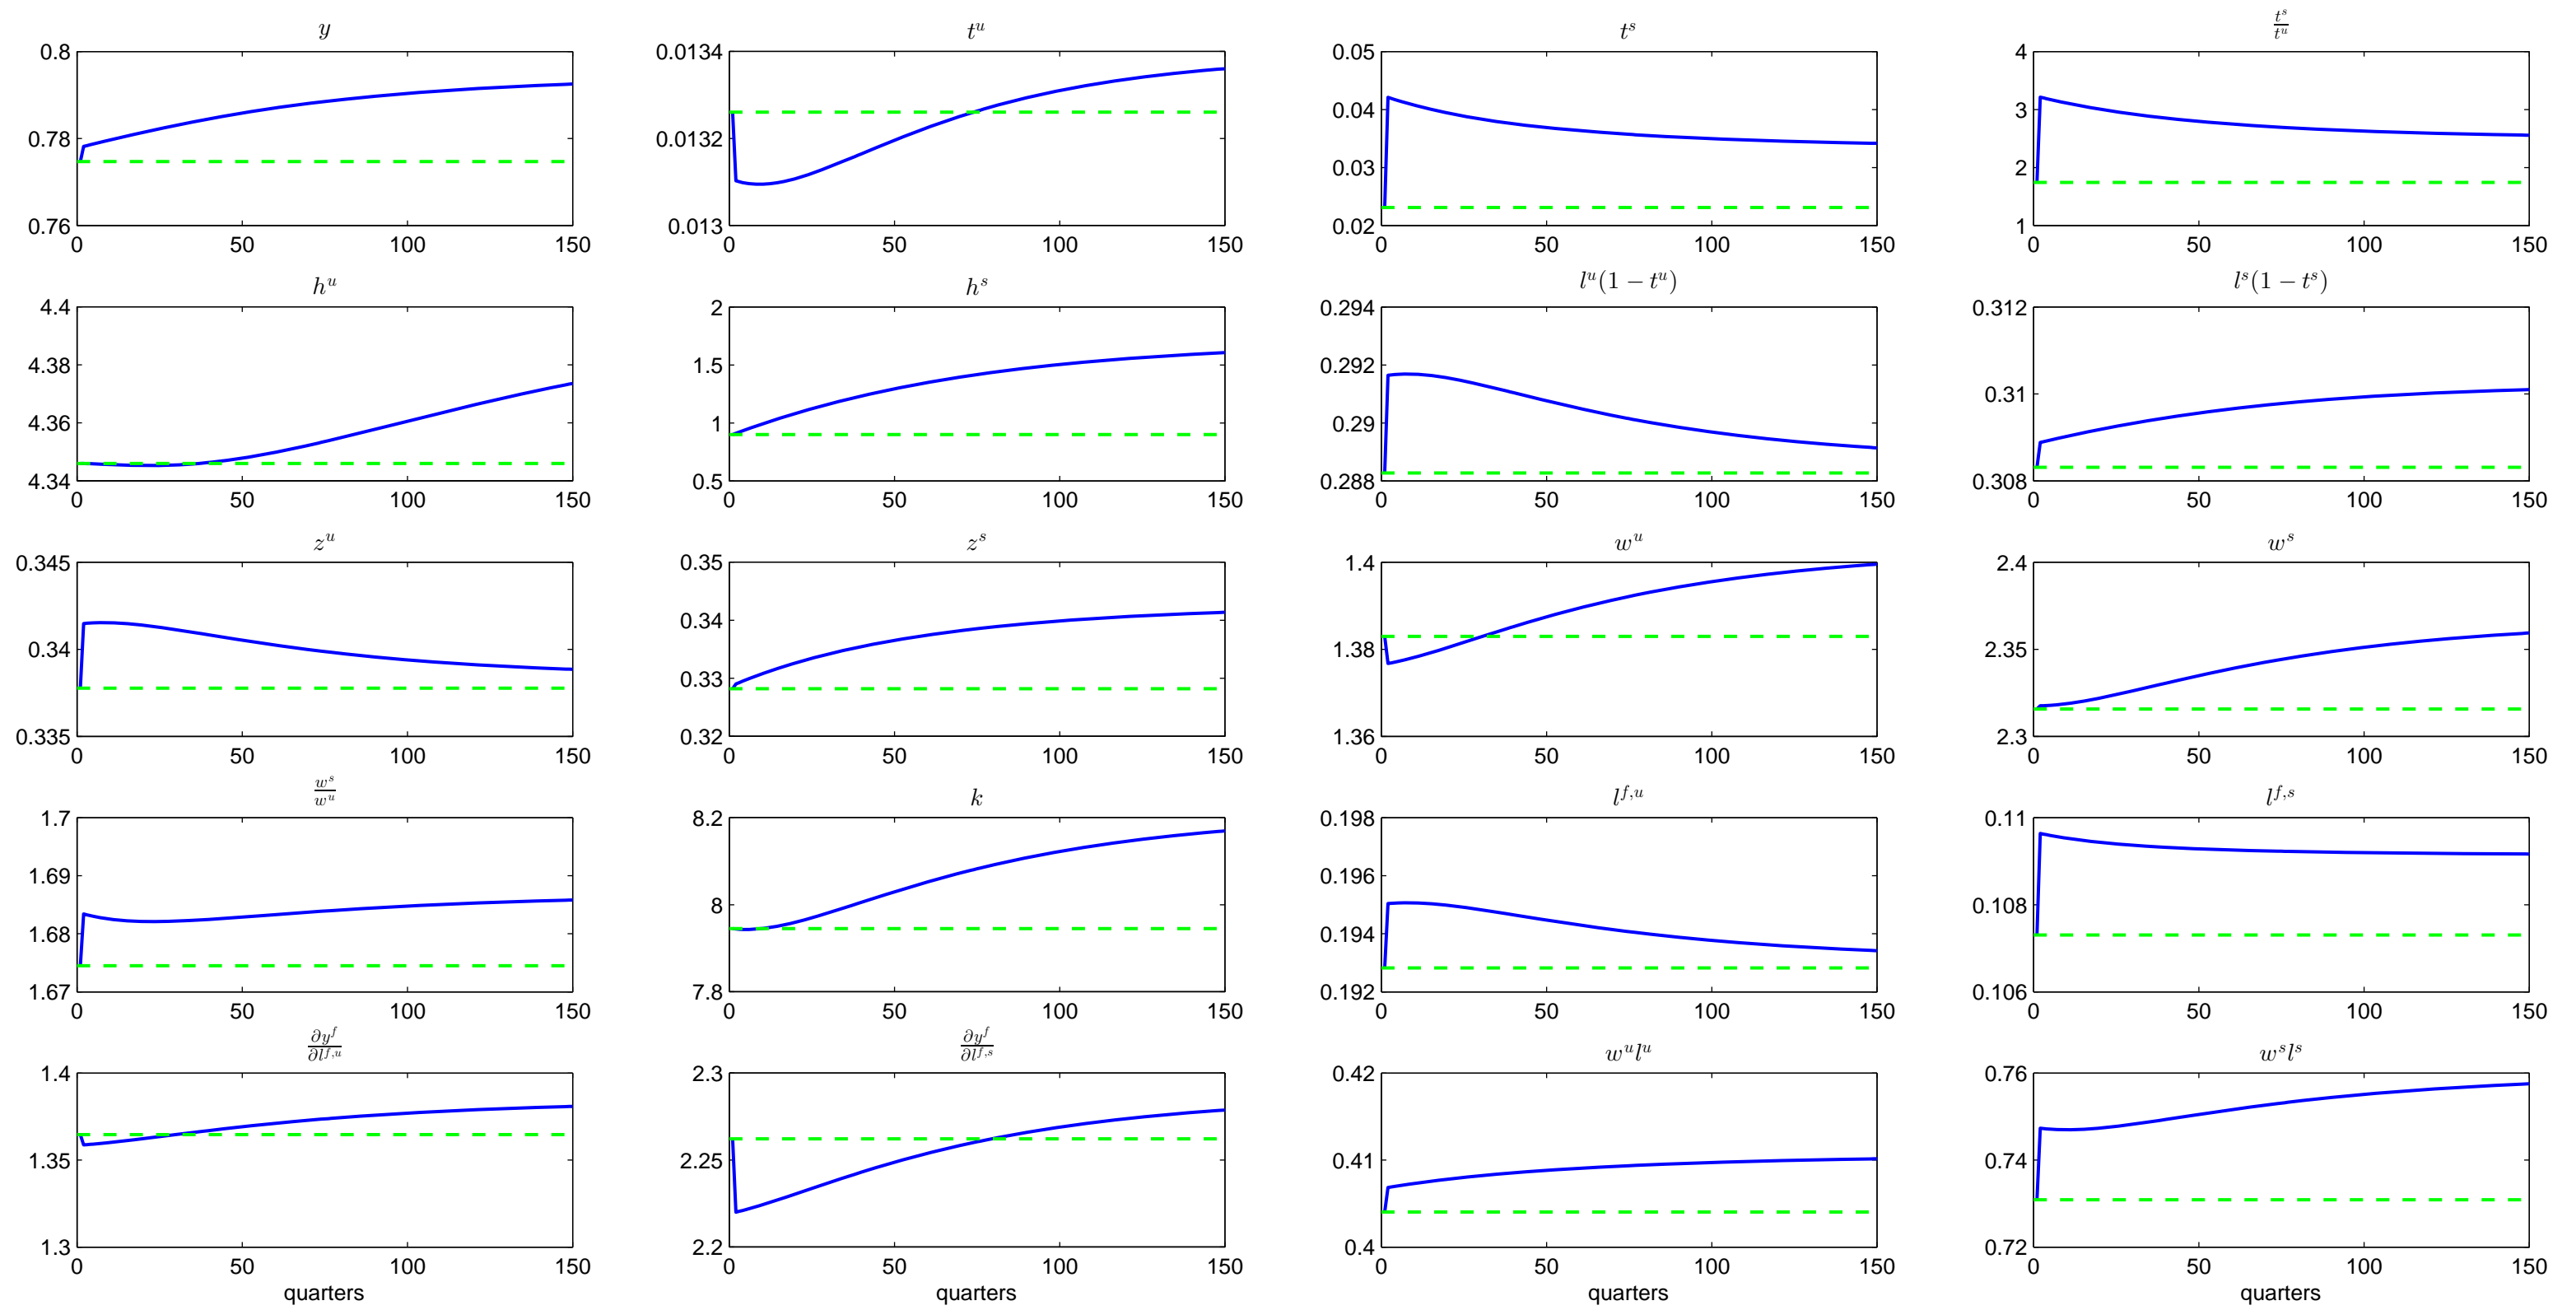 y
t^u
t^s
t^s/t^u
0.8
0.78
0.76
0 50 100 150
0.0134
0.0132
0.013
0 50 100 150
0.05
0.04
0.03
0.02
0 50 100 150
4
3
2
1
0 50 100 150
h^u
h^s
l^u(1 − t^u)
l^s(1 − t^s)
4.4
4.38
4.36
4.34
0 50 100 150
2
1.5
1
0.5
0 50 100 150
0.294
0.292
0.29
0.288
0 50 100 150
0.312
0.31
0.308
0 50 100 150
z^u
z^s
w^u
w^s
0.345
0.34
0.335
0 50 100 150
0.35
0.34
0.33
0.32
0 50 100 150
1.4
1.38
1.36
0 50 100 150
2.4
2.35
2.3
0 50 100 150
w^s/w^u
k
l^{f,u}
l^{f,s}
1.7
1.69
1.68
1.67
0 50 100 150
8.2
8
7.8
0 50 100 150
0.198
0.196
0.194
0.192
0 50 100 150
0.11
0.108
0.106
0 50 100 150
∂y^f/∂l^{f,u}
∂y^f/∂l^{f,s}
w^u l^u
w^s l^s
1.4
1.35
1.3
0 50 100 150
quarters
2.3
2.25
2.2
0 50 100 150
quarters
0.42
0.41
0.4
0 50 100 150
quarters
0.76
0.74
0.72
0 50 100 150
quarters